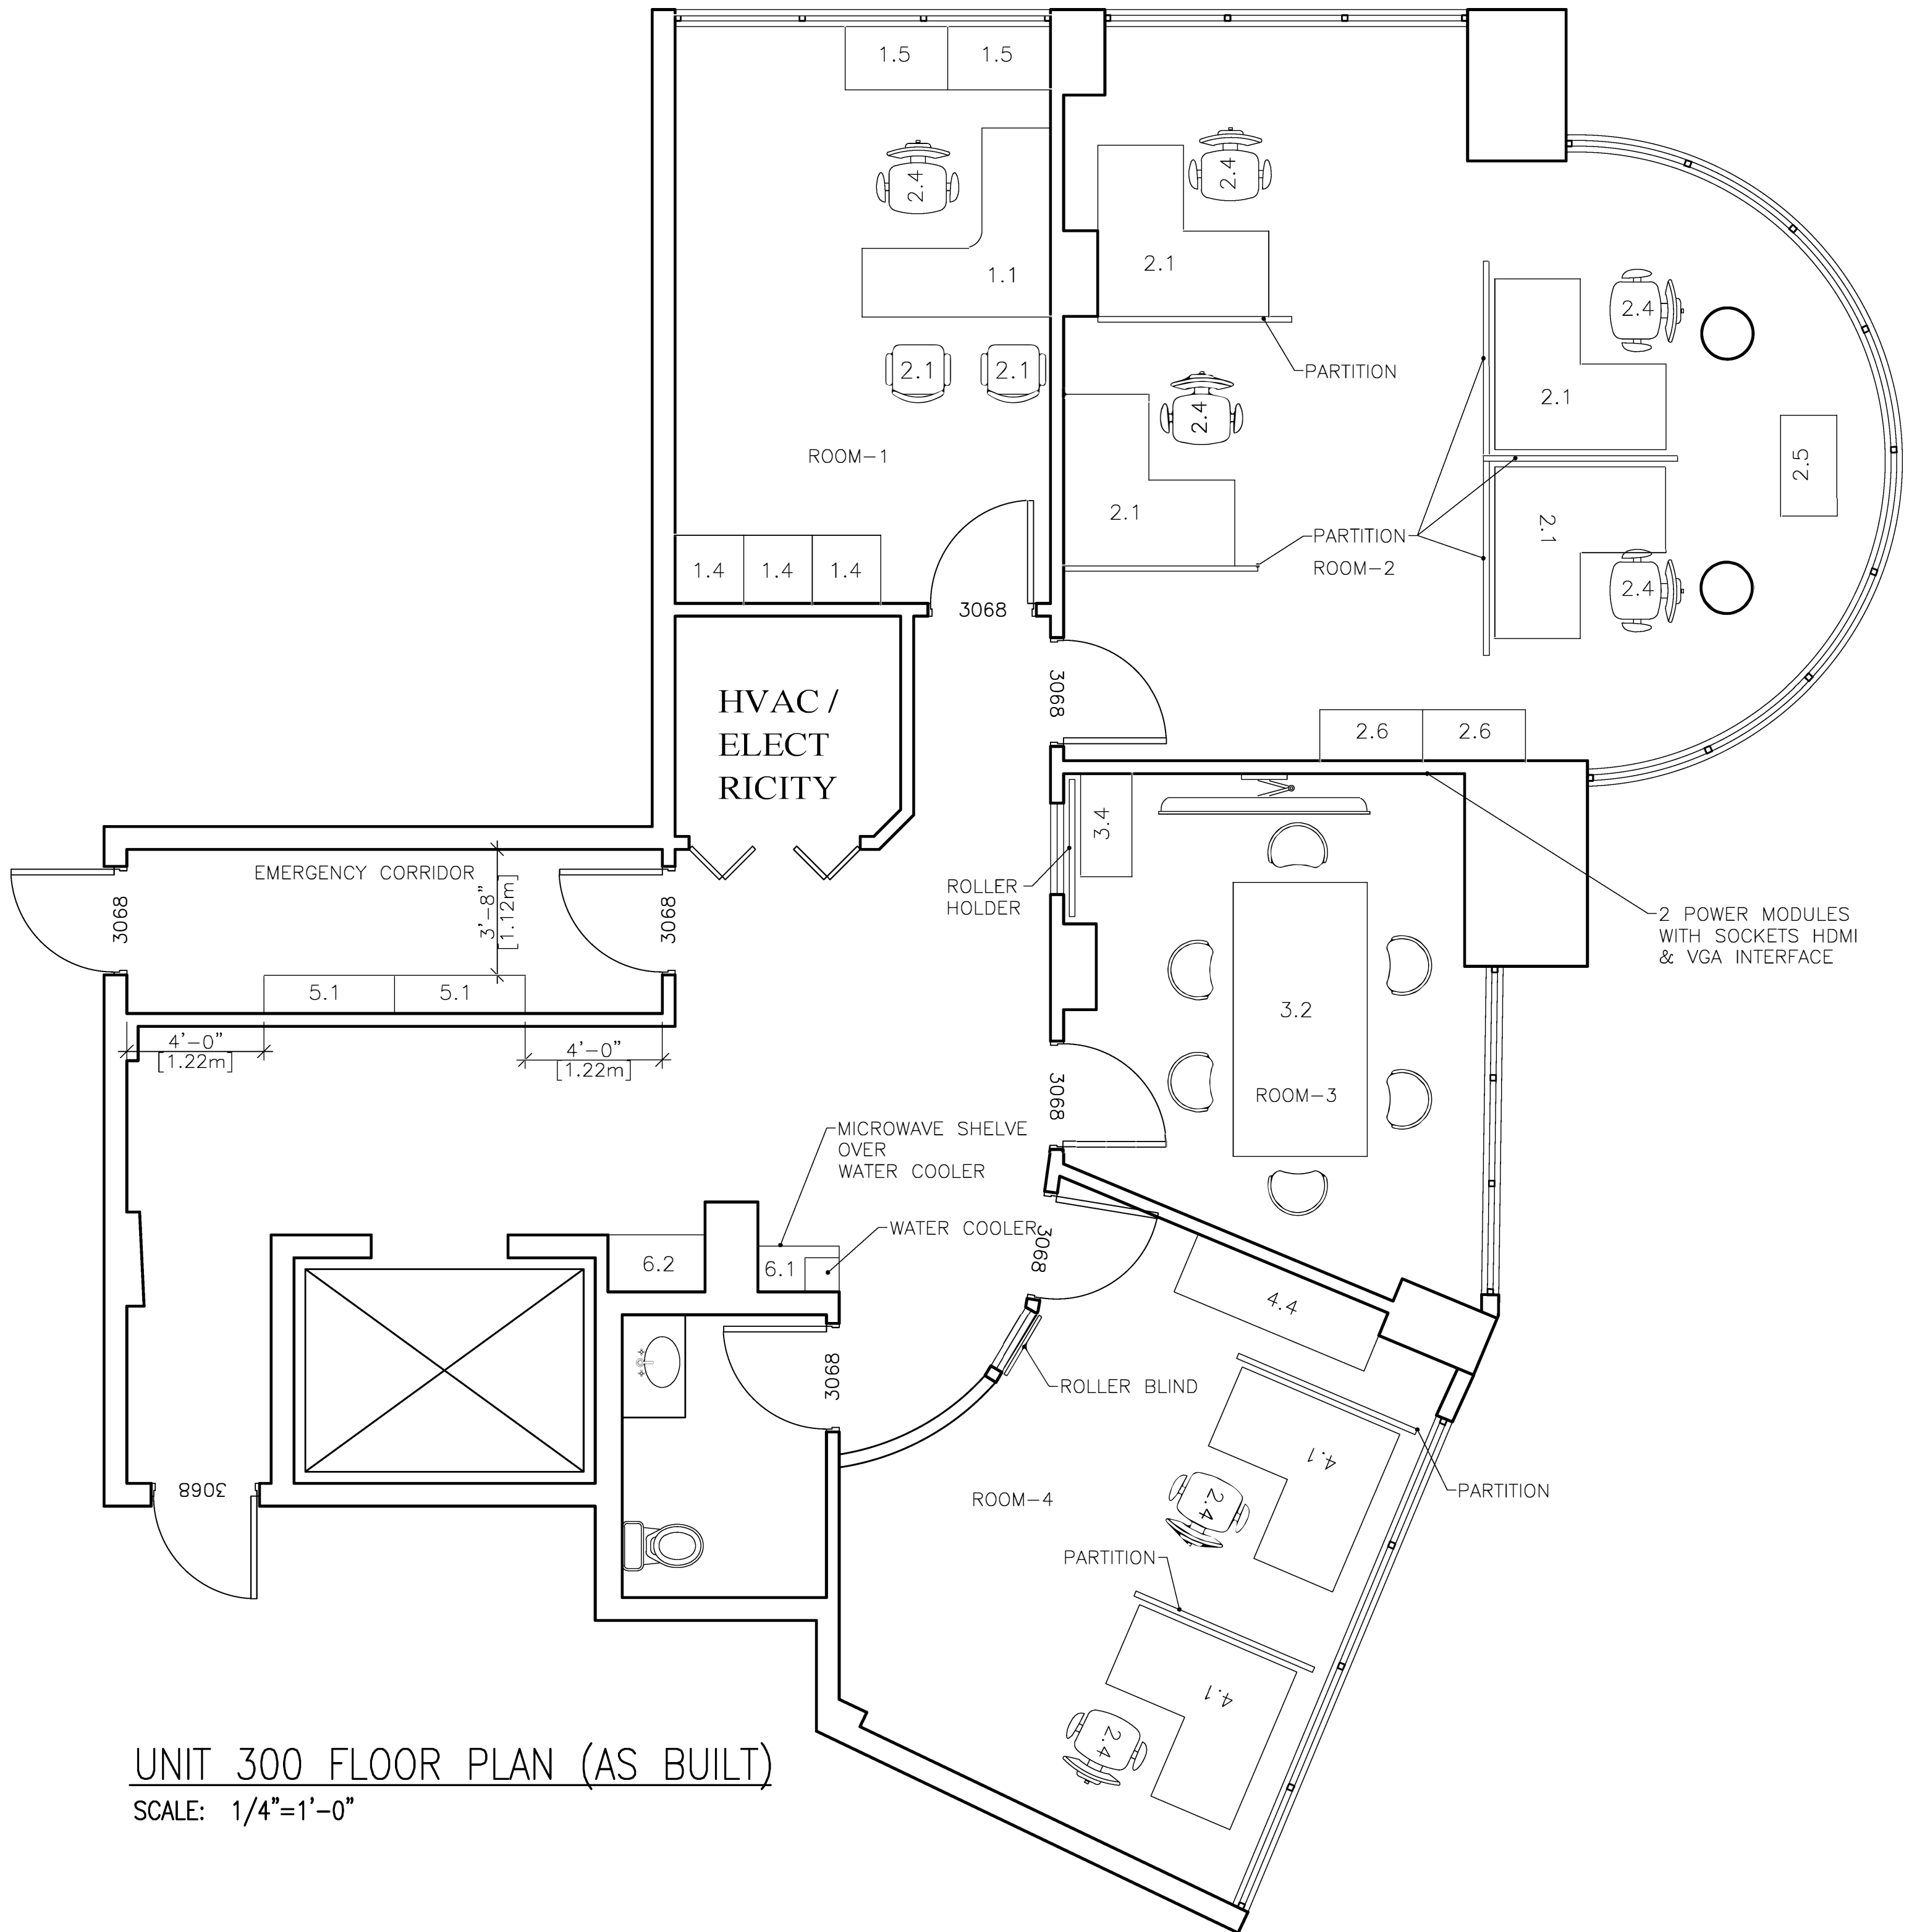 1.5 1.5
2.4
2.4
1.1
2.1
2.4
2.1 2.1
PARTITION
2.4
2.1
ROOM-1
2.5
2.1
2.1
PARTITION
ROOM-2
1.4 1.4 1.4
2.4
3068
3068
HVAC /
ELECT
RICITY
2.6 2.6
3.4
EMERGENCY CORRIDOR
3'-8"
[1.12m]
3068
3068
ROLLER
HOLDER
2 POWER MODULES
WITH SOCKETS HDMI
& VGA INTERFACE
5.1 5.1
3.2
4'-0"
[1.22m]
4'-0"
[1.22m]
3068
ROOM-3
MICROWAVE SHELVE
OVER
WATER COOLER
WATER COOLER
3068
6.2
6.1
4.4
3068
ROLLER BLIND
4.1
3068
ROOM-4
2.4
PARTITION
PARTITION
4.1
2.4
UNIT 300 FLOOR PLAN (AS BUILT)
SCALE: 1/4"=1'-0"